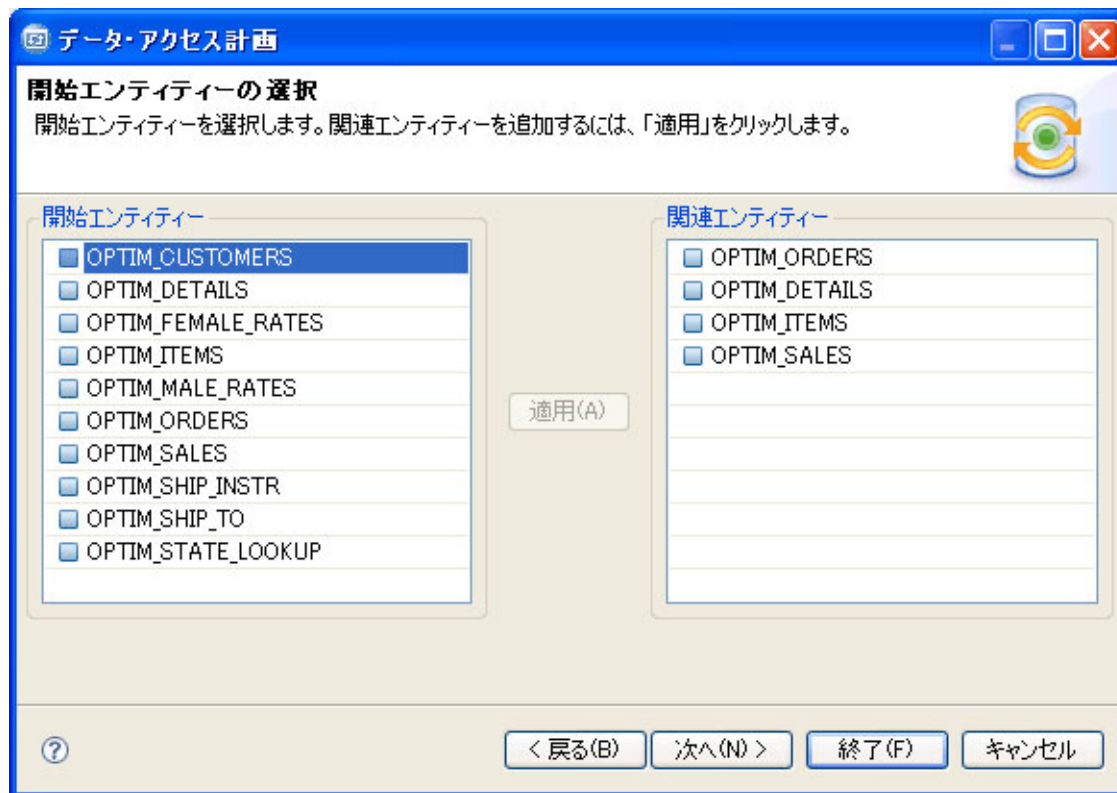 データ・アクセス計画
開始エンティティーの選択
開始エンティティーを選択します。関連エンティティーを追加するには、「適用」をクリックします。
開始エンティティー
OPTIM_CUSTOMERS
OPTIM_DETAILS
OPTIM_FEMALE_RATES
OPTIM_ITEMS
OPTIM_MALE_RATES
OPTIM_ORDERS
OPTIM_SALES
OPTIM_SHIP_INSTR
OPTIM_SHIP_TO
OPTIM_STATE_LOOKUP
適用(A)
関連エンティティー
OPTIM_ORDERS
OPTIM_DETAILS
OPTIM_ITEMS
OPTIM_SALES
?
< 戻る(B)
次へ(N) >
終了(F)
キャンセル